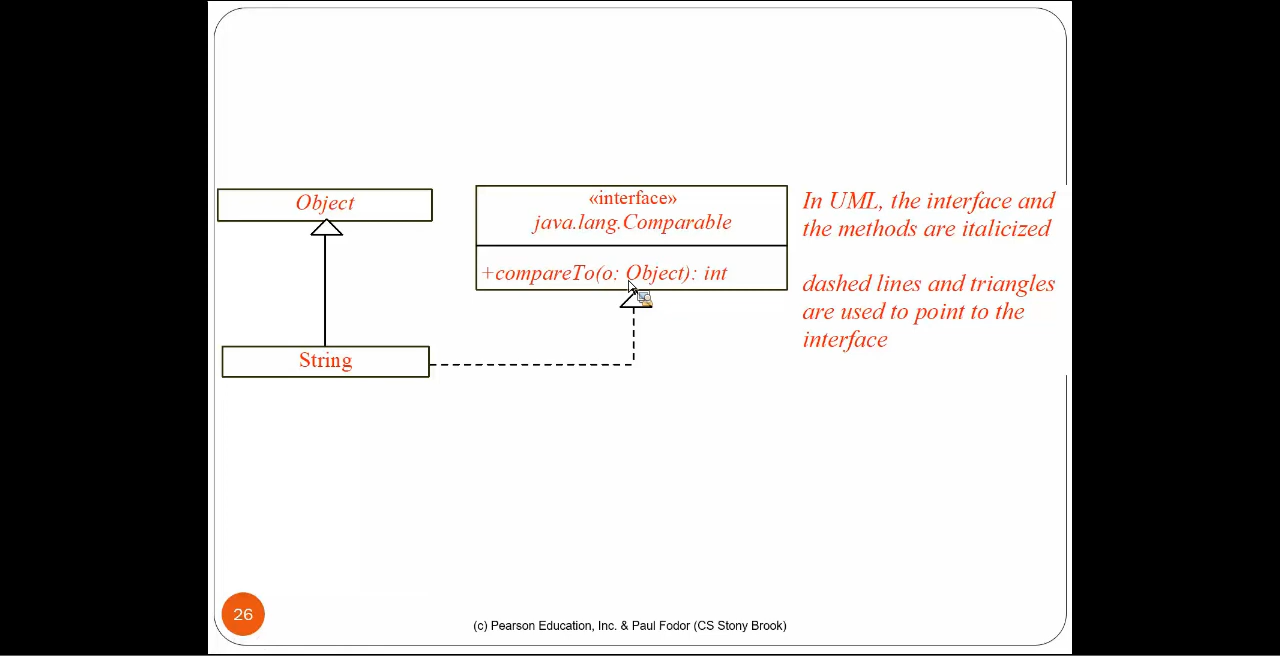 Object
«interface»
java.lang.Comparable
+compareTo(o: Object): int
String
In UML, the interface and
the methods are italicized
dashed lines and triangles
are used to point to the
interface
26
(c) Pearson Education, Inc. & Paul Fodor (CS Stony Brook)